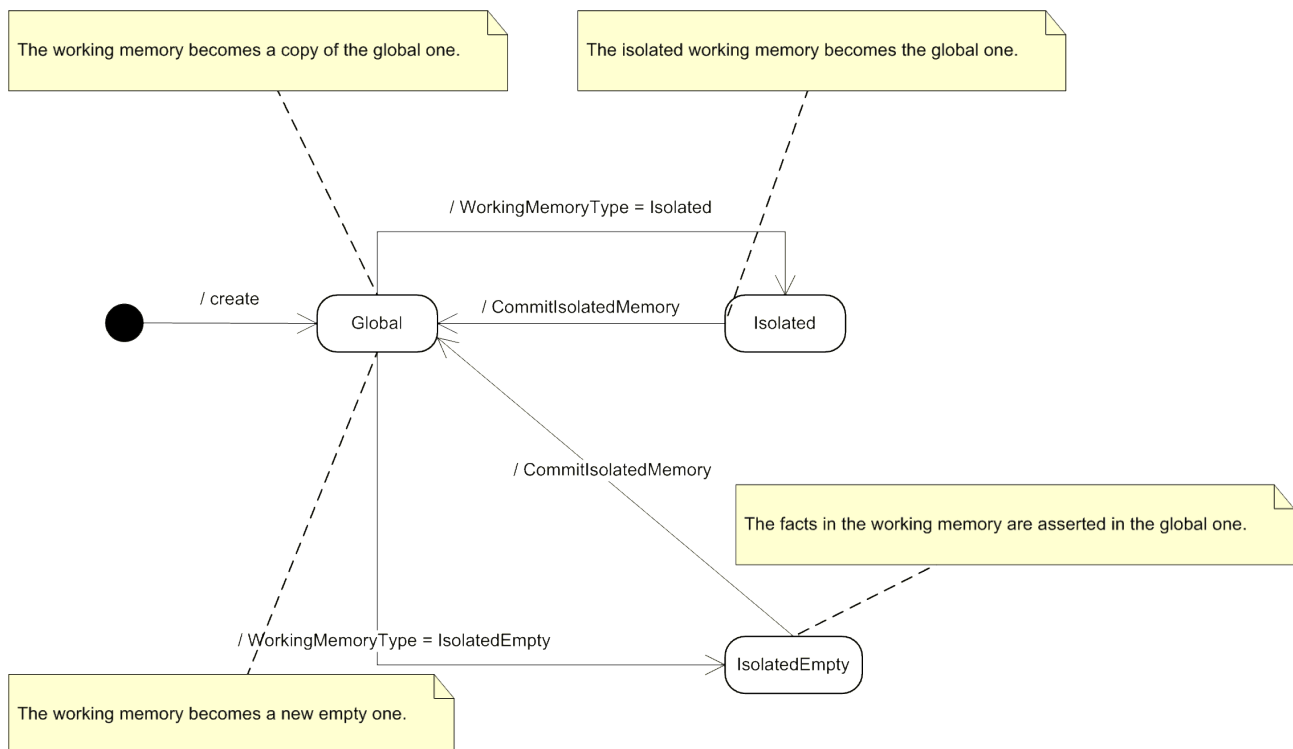 The working memory becomes a copy of the global one.
The isolated working memory becomes the global one.
/ WorkingMemoryType = Isolated
/ create
/ CommitIsolatedMemory
Global
Isolated
/ CommitIsolatedMemory
The facts in the working memory are asserted in the global one.
/ WorkingMemoryType = IsolatedEmpty
IsolatedEmpty
The working memory becomes a new empty one.